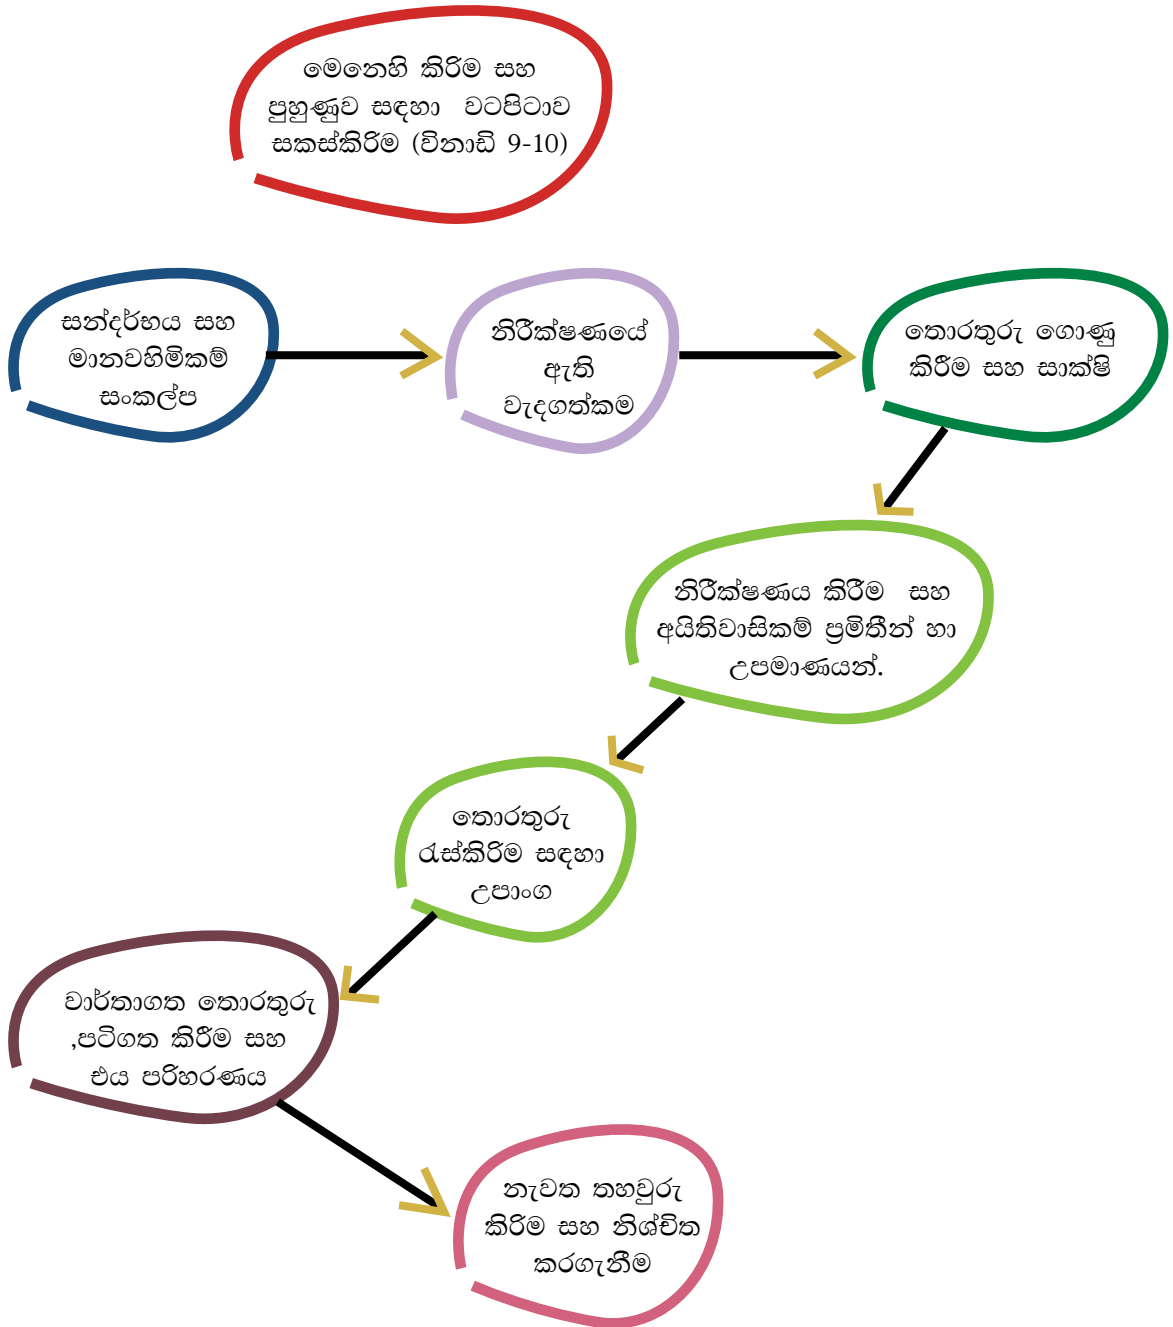 මෙනෙහි කිරිම සහ
පුහුණුව සඳහා වටපිටාව
සකස්කිරිම (විනාඩි 9-10)
සන්දර්භය සහ
මානවහිමිකම්
සංකල්ප
නිරීක්ෂණයේ
ඇති
වැදගත්කම
තොරතුරු ගොණු
කිරීම සහ සාක්ෂි
නිරීක්ෂණය කිරීම සහ
අයිතිවාසිකම් ප්‍රමිතීන් හා
උපමාණයන්.
තොරතුරු
රැස්කිරිම සඳහා
උපාංග
වාර්තාගත තොරතුරු
,පටිගත කිරීම සහ
එය පරිහරණය
නැවත තහවුරු
කිරිම සහ නිශ්චිත
කරගැනීම